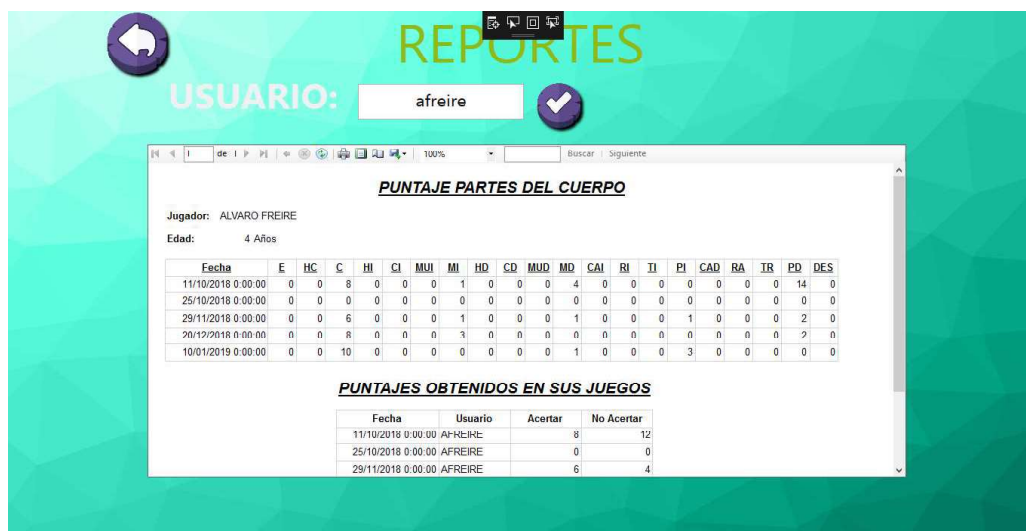 REPORTES
USUARIO: afreire
1 de 1 100% Buscar | Siguiente
PUNTAJE PARTES DEL CUERPO
Jugador: ALVARO FREIRE
Edad: 4 Años
Fecha E HC C HI CI MUI MI HD CD MUD MD CAI RI TI PI CAD RA TR PD DES
11/10/2018 0:00:00 0 0 8 0 0 0 1 0 0 0 4 0 0 0 0 0 0 0 14 0
25/10/2018 0:00:00 0 0 0 0 0 0 0 0 0 0 0 0 0 0 0 0 0 0 0 0
29/11/2018 0:00:00 0 0 6 0 0 0 1 0 0 0 1 0 0 0 1 0 0 0 2 0
20/12/2018 0:00:00 0 0 8 0 0 0 3 0 0 0 0 0 0 0 0 0 0 0 2 0
10/01/2019 0:00:00 0 0 10 0 0 0 0 0 0 0 1 0 0 0 3 0 0 0 0 0
PUNTAJES OBTENIDOS EN SUS JUEGOS
Fecha Usuario Acertar No Acertar
11/10/2018 0:00:00 AFREIRE 8 12
25/10/2018 0:00:00 AFREIRE 0 0
29/11/2018 0:00:00 AFREIRE 6 4